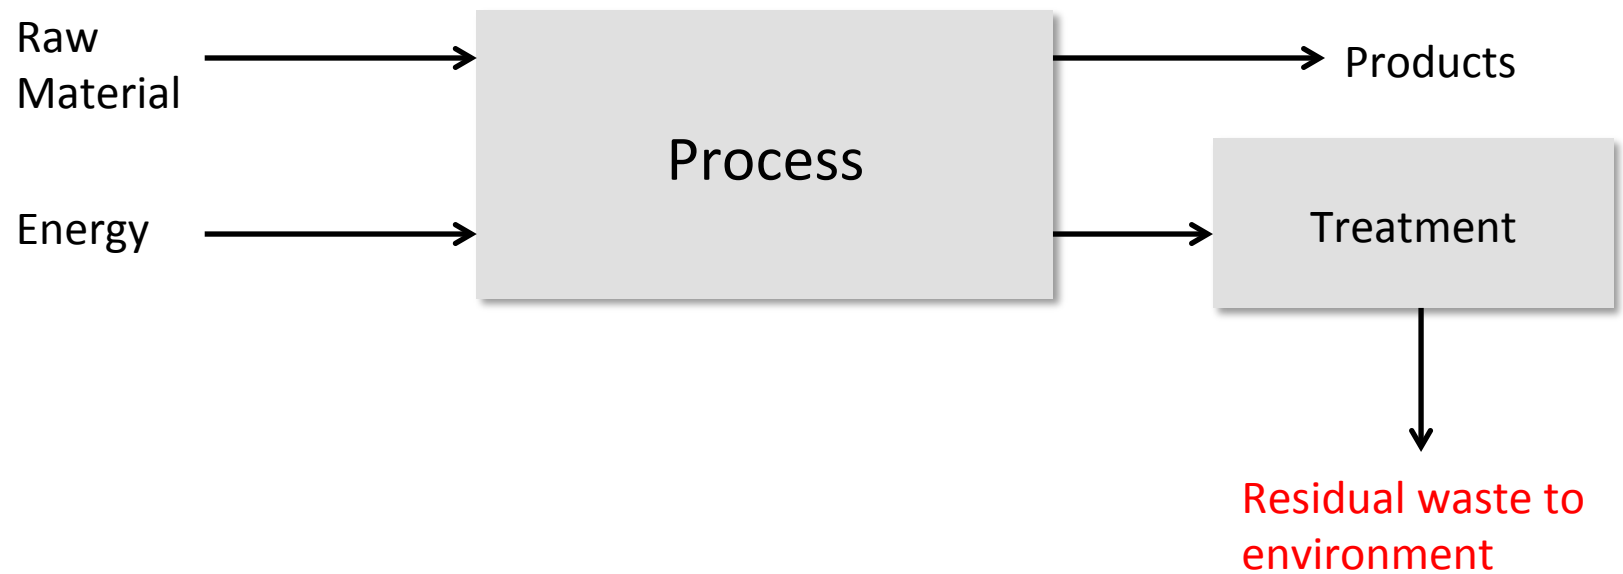 Raw
Material
Energy
Process
Products
Treatment
Residual waste to
environment